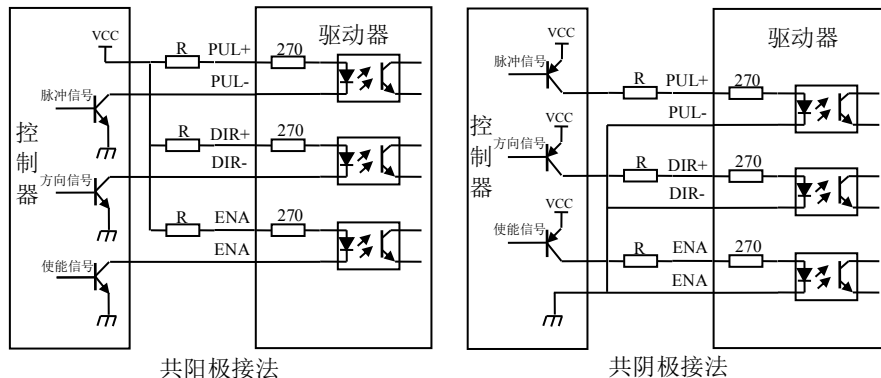 VCC
驱动器
R
PUL+
270
PUL-
脉冲信号
控制器
R
DIR+
270
DIR-
方向信号
R
ENA
270
ENA
使能信号
共阳极接法
VCC
驱动器
脉冲信号
R
PUL+
270
PUL-
控制器
VCC
方向信号
R
DIR+
270
DIR-
VCC
使能信号
R
ENA
270
ENA
共阴极接法